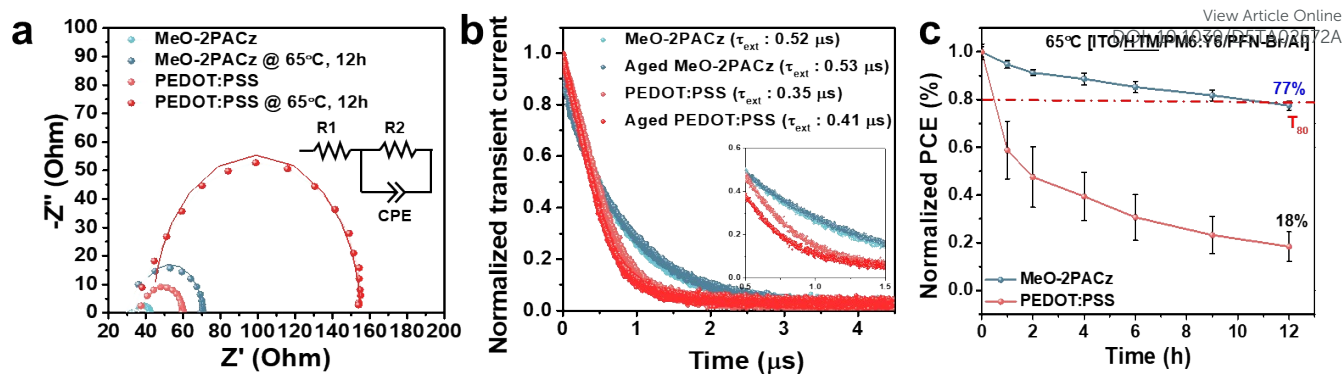 View Article Online
DOI: 10.1039/D5TA02572A
a
100
90
80
70
60
50
40
30
20
10
0
-Z'' (Ohm)
MeO-2PACz
MeO-2PACz @ 65°C, 12h
PEDOT:PSS
PEDOT:PSS @ 65°C, 12h
R1
R2
CPE
20 40 60 80 100 120 140 160 180 200
Z' (Ohm)
b
Normalized transient current
1.0
0.8
0.6
0.4
0.2
0.0
MeO-2PACz (τext : 0.52 μs)
Aged MeO-2PACz (τext : 0.53 μs)
PEDOT:PSS (τext : 0.35 μs)
Aged PEDOT:PSS (τext : 0.41 μs)
0.6
0.4
0.2
0.0
0.5 1.0 1.5
0 1 2 3 4
Time (μs)
c
65°C [ITO/HTM/PM6:Y6/PFN-Br/Al]
Normalized PCE (%)
1.0
0.8
0.6
0.4
0.2
0.0
77%
T80
18%
MeO-2PACz
PEDOT:PSS
0 2 4 6 8 10 12
Time (h)